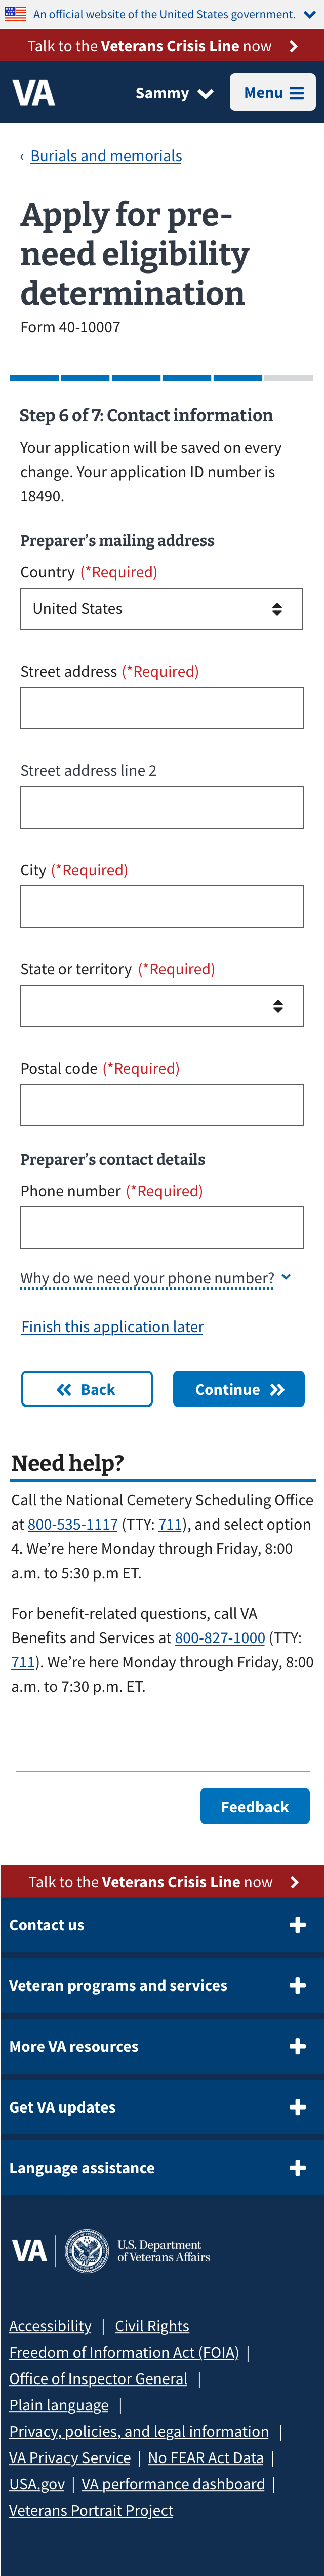 An official website of the United States government.
Talk to the Veterans Crisis Line now
VA
Sammy
Menu
‹ Burials and memorials
Apply for pre-
need eligibility
determination
Form 40-10007
Step 6 of 7: Contact information
Your application will be saved on every
change. Your application ID number is
18490.
Preparer’s mailing address
Country (*Required)
United States
Street address (*Required)
Street address line 2
City (*Required)
State or territory (*Required)
Postal code (*Required)
Preparer’s contact details
Phone number (*Required)
Why do we need your phone number?
Finish this application later
Back
Continue
Need help?
Call the National Cemetery Scheduling Office
at 800-535-1117 (TTY: 711), and select option
4. We’re here Monday through Friday, 8:00
a.m. to 5:30 p.m ET.
For benefit-related questions, call VA
Benefits and Services at 800-827-1000 (TTY:
711). We’re here Monday through Friday, 8:00
a.m. to 7:30 p.m. ET.
Feedback
Talk to the Veterans Crisis Line now
Contact us
Veteran programs and services
More VA resources
Get VA updates
Language assistance
VA
U.S. Department
of Veterans Affairs
Accessibility | Civil Rights
Freedom of Information Act (FOIA) |
Office of Inspector General |
Plain language |
Privacy, policies, and legal information |
VA Privacy Service | No FEAR Act Data |
USA.gov | VA performance dashboard |
Veterans Portrait Project